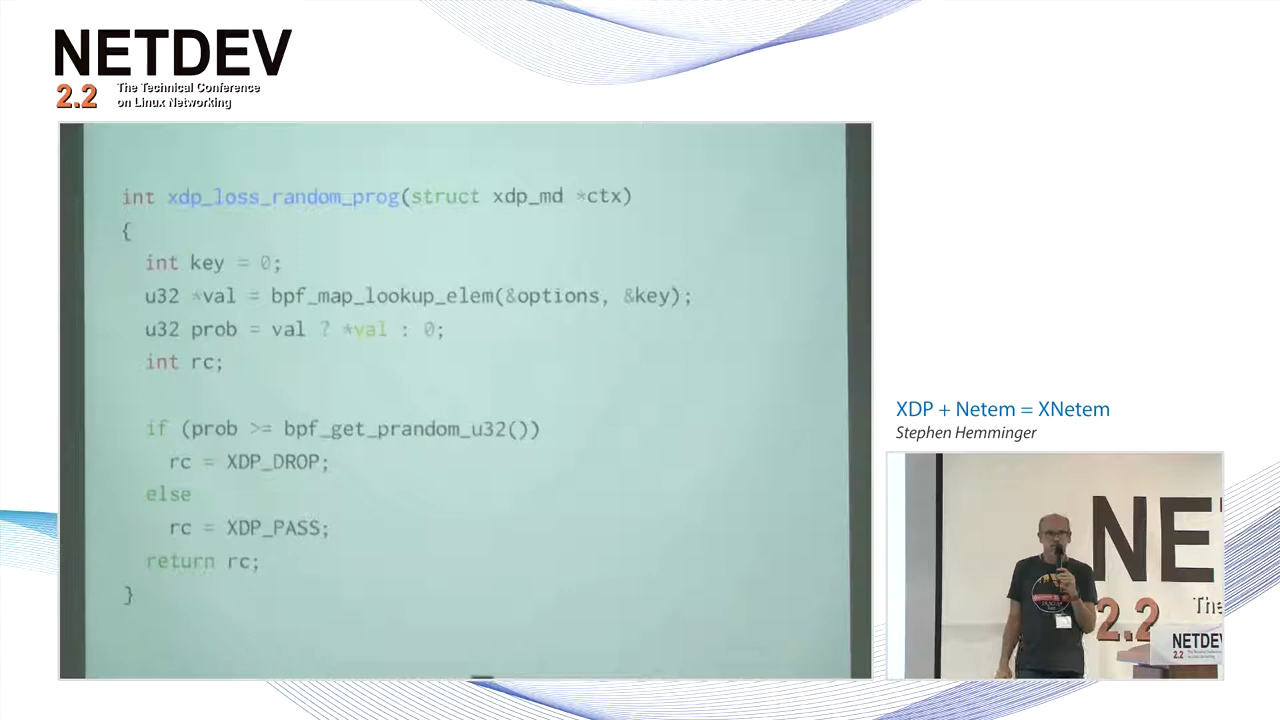 NETDEV
2.2 The Technical Conference
on Linux Networking
int xdp_loss_random_prog(struct xdp_md *ctx)
{
int key = 0;
u32 *val = bpf_map_lookup_elem(&options, &key);
u32 prob = val ? *val : 0;
int rc;
if (prob >= bpf_get_prandom_u32())
rc = XDP_DROP;
else
rc = XDP_PASS;
return rc;
}
XDP + Netem = XNetem
Stephen Hemminger
NE
2.2 The
NETDEV
2.2